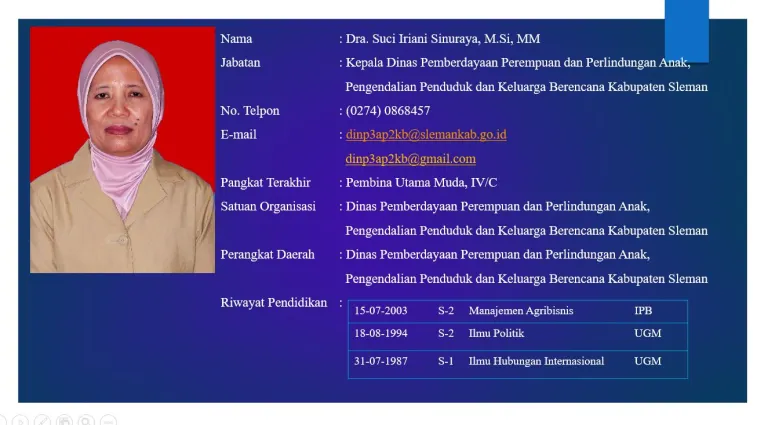 Nama : Dra. Suci Iriani Sinuraya, M.Si, MM
Jabatan : Kepala Dinas Pemberdayaan Perempuan dan Perlindungan Anak,
Pengendalian Penduduk dan Keluarga Berencana Kabupaten Sleman
No. Telpon : (0274) 0868457
E-mail : dinp3ap2kb@slemankab.go.id
dinp3ap2kb@gmail.com
Pangkat Terakhir : Pembina Utama Muda, IV/C
Satuan Organisasi : Dinas Pemberdayaan Perempuan dan Perlindungan Anak,
Pengendalian Penduduk dan Keluarga Berencana Kabupaten Sleman
Perangkat Daerah : Dinas Pemberdayaan Perempuan dan Perlindungan Anak,
Pengendalian Penduduk dan Keluarga Berencana Kabupaten Sleman
Riwayat Pendidikan :
15-07-2003 S-2 Manajemen Agribisnis IPB
18-08-1994 S-2 Ilmu Politik UGM
31-07-1987 S-1 Ilmu Hubungan Internasional UGM